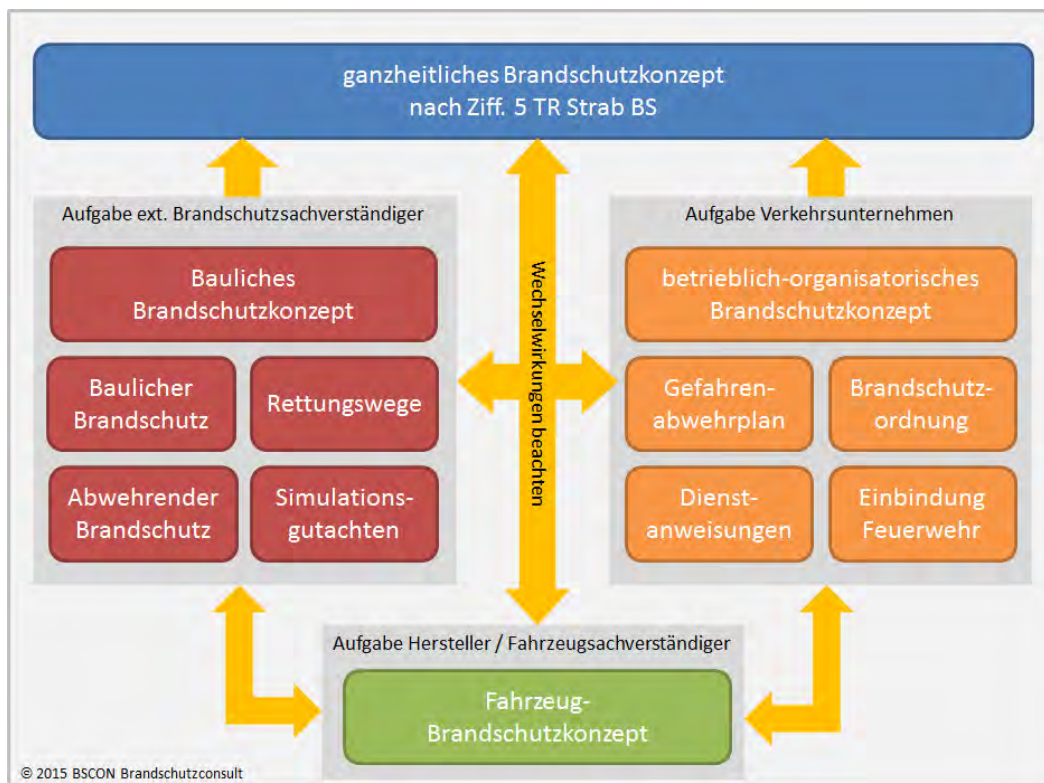 ganzheitliches Brandschutzkonzept
nach Ziff. 5 TR Strab BS
Aufgabe ext. Brandschutzsachverständiger
Bauliches
Brandschutzkonzept
Baulicher
Brandschutz
Rettungswege
Abwehrender
Brandschutz
Simulations-
gutachten
Wechselwirkungen beachten
Aufgabe Verkehrsunternehmen
betrieblich-organisatorisches
Brandschutzkonzept
Gefahren-
abwehrplan
Brandschutz-
ordnung
Dienst-
anweisungen
Einbindung
Feuerwehr
Aufgabe Hersteller / Fahrzeugsachverständiger
Fahrzeug-
Brandschutzkonzept
© 2015 BSCON Brandschutzconsult